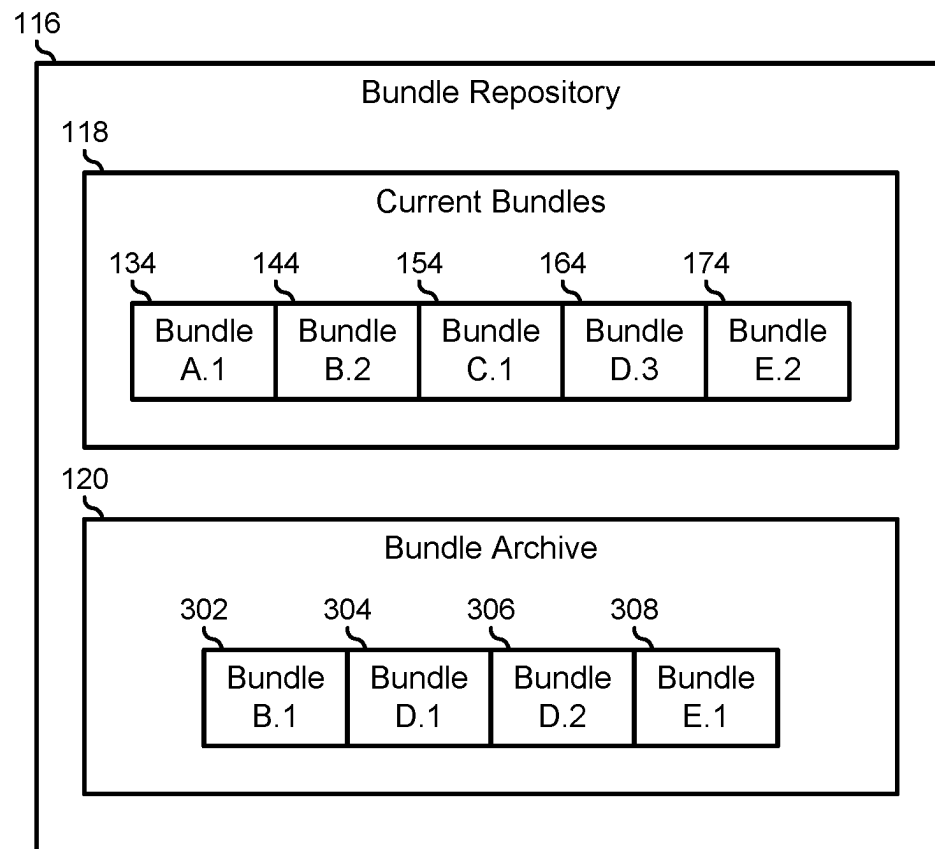 116
Bundle Repository
118
Current Bundles
134 144 154 164 174
Bundle Bundle Bundle Bundle Bundle
A.1 B.2 C.1 D.3 E.2
120
Bundle Archive
302 304 306 308
Bundle Bundle Bundle Bundle
B.1 D.1 D.2 E.1